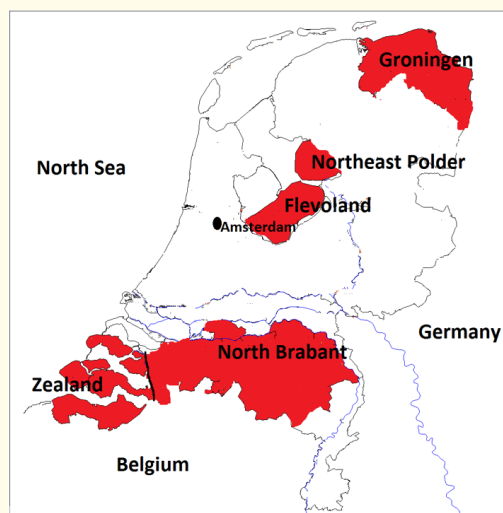 Groningen
North Sea
Northeast Polder
Flevoland
Amsterdam
Germany
North Brabant
Zealand
Belgium